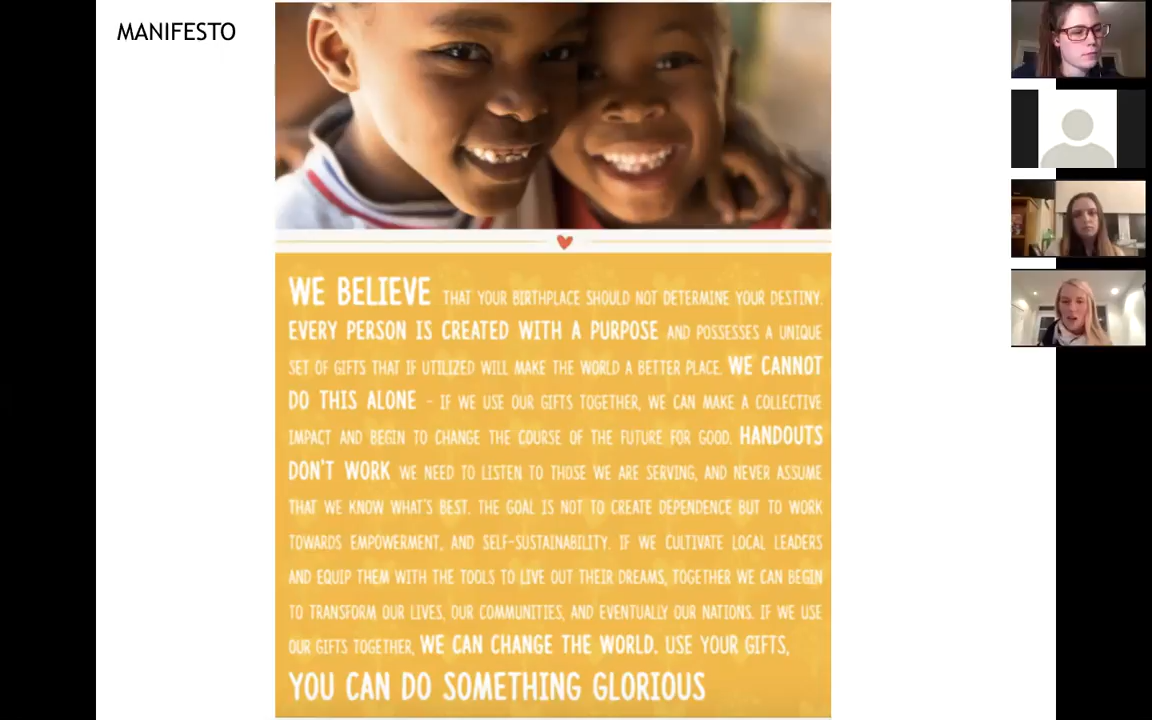 MANIFESTO
WE BELIEVE THAT YOUR BIRTHPLACE SHOULD NOT DETERMINE YOUR DESTINY.
EVERY PERSON IS CREATED WITH A PURPOSE AND POSSESSES A UNIQUE
SET OF GIFTS THAT IF UTILIZED WILL MAKE THE WORLD A BETTER PLACE. WE CANNOT
DO THIS ALONE - IF WE USE OUR GIFTS TOGETHER, WE CAN MAKE A COLLECTIVE
IMPACT AND BEGIN TO CHANGE THE COURSE OF THE FUTURE FOR GOOD. HANDOUTS
DON'T WORK WE NEED TO LISTEN TO THOSE WE ARE SERVING, AND NEVER ASSUME
THAT WE KNOW WHAT'S BEST. THE GOAL IS NOT TO CREATE DEPENDENCE BUT TO WORK
TOWARDS EMPOWERMENT, AND SELF-SUSTAINABILITY. IF WE CULTIVATE LOCAL LEADERS
AND EQUIP THEM WITH THE TOOLS TO LIVE OUT THEIR DREAMS, TOGETHER WE CAN BEGIN
TO TRANSFORM OUR LIVES, OUR COMMUNITIES, AND EVENTUALLY OUR NATIONS. IF WE USE
OUR GIFTS TOGETHER, WE CAN CHANGE THE WORLD. USE YOUR GIFTS,
YOU CAN DO SOMETHING GLORIOUS